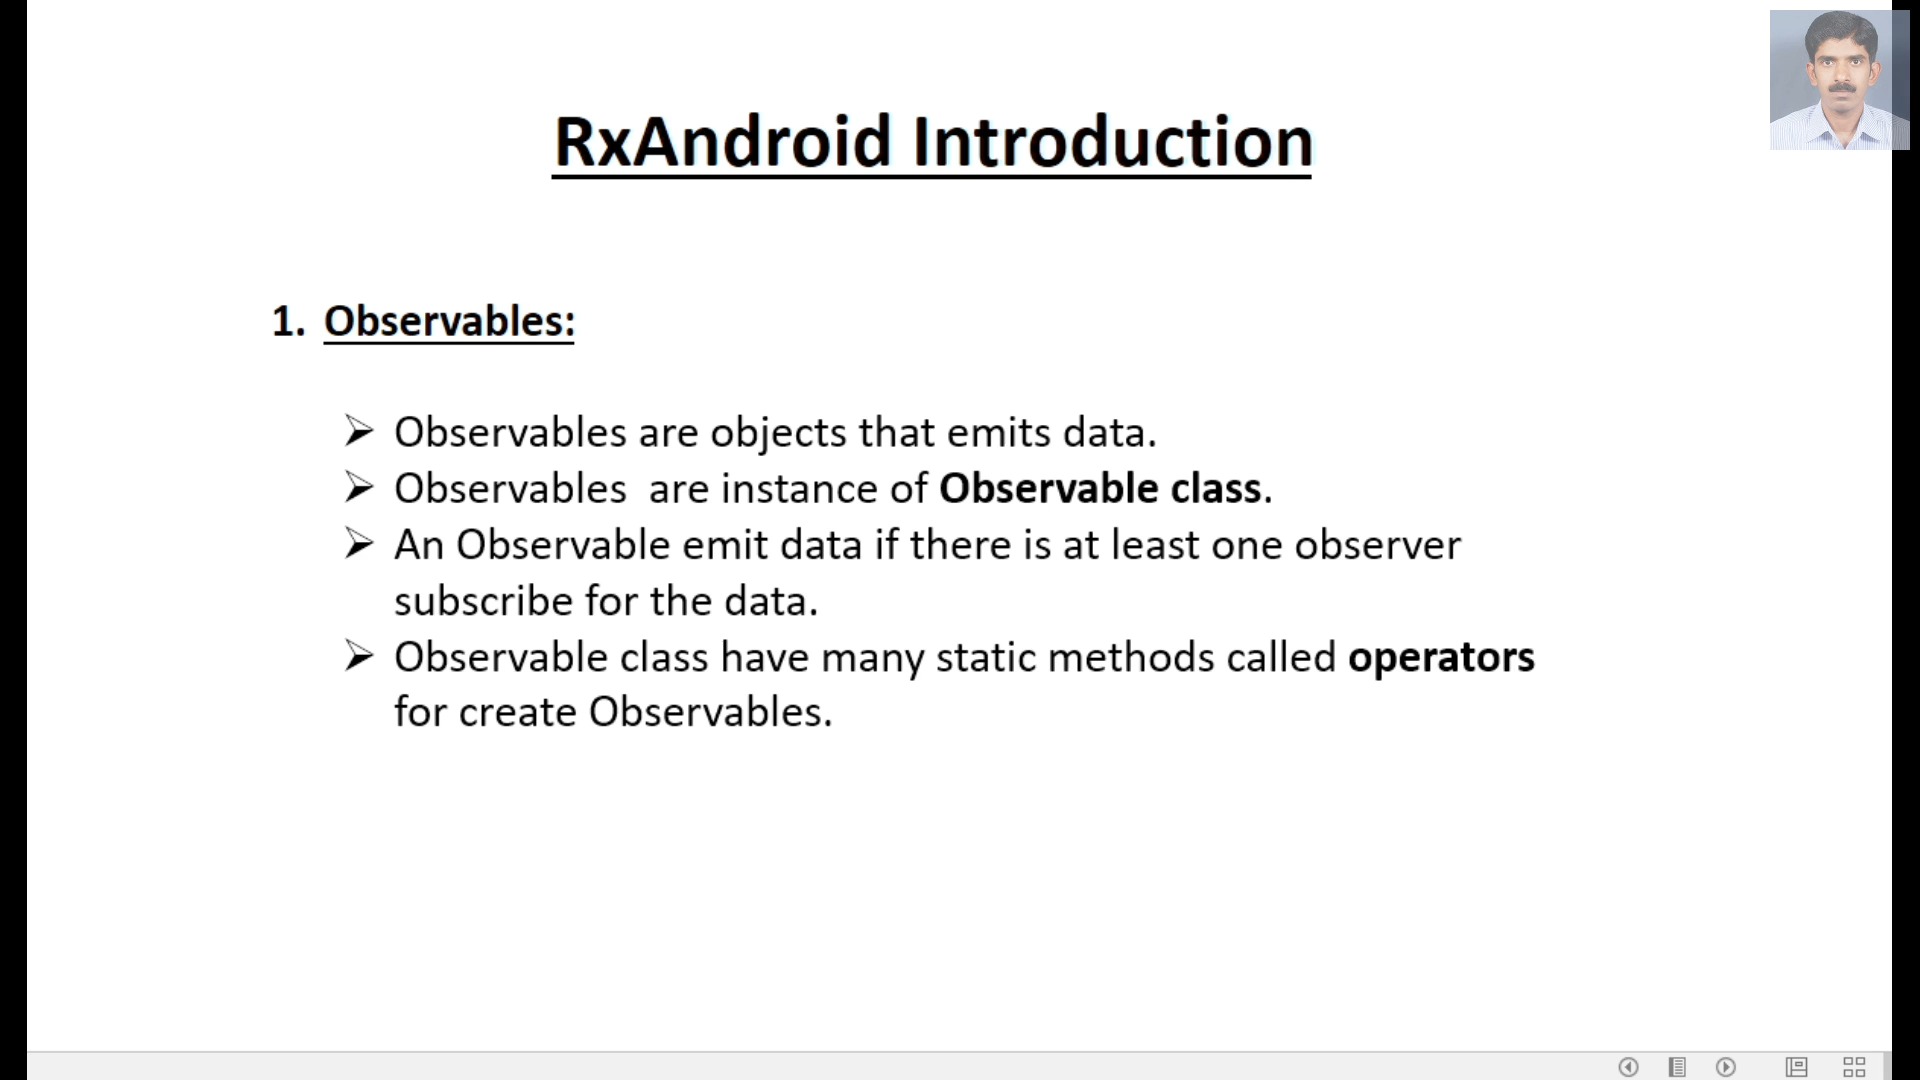 RxAndroid Introduction
1. Observables:
➢ Observables are objects that emits data.
➢ Observables  are instance of Observable class.
➢ An Observable emit data if there is at least one observer
subscribe for the data.
➢ Observable class have many static methods called operators
for create Observables.